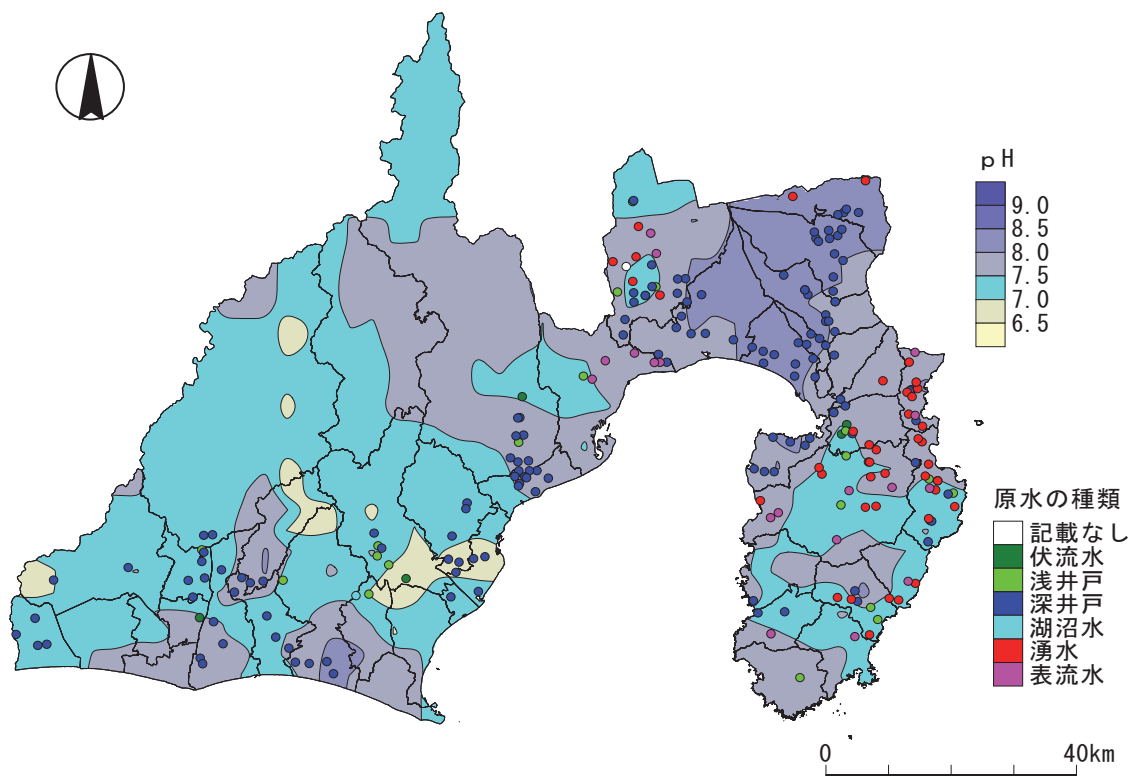 pH
9.0
8.5
8.0
7.5
7.0
6.5
原水の種類
記載なし
伏流水
浅井戸
深井戸
湖沼水
湧水
表流水
0 40km